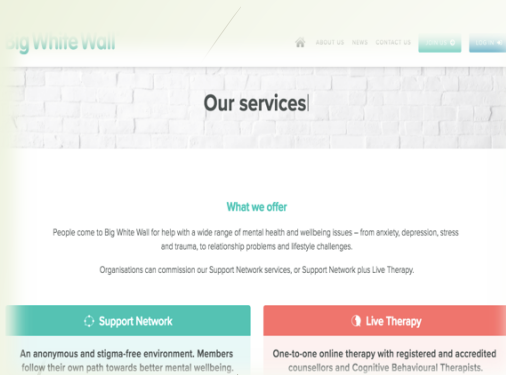 Big White Wall
ABOUT US NEWS CONTACT US
Our services
What we offer
People come to Big White Wall for help with a wide range of mental health and wellbeing issues – from anxiety, depression, stress
and trauma, to relationship problems and lifestyle challenges.
Organisations can commission our Support Network services, or Support Network plus Live Therapy.
Support Network
Live Therapy
An anonymous and stigma-free environment. Members
follow their own path towards better mental wellbeing.
One-to-one online therapy with registered and accredited
counsellors and Cognitive Behavioural Therapists.